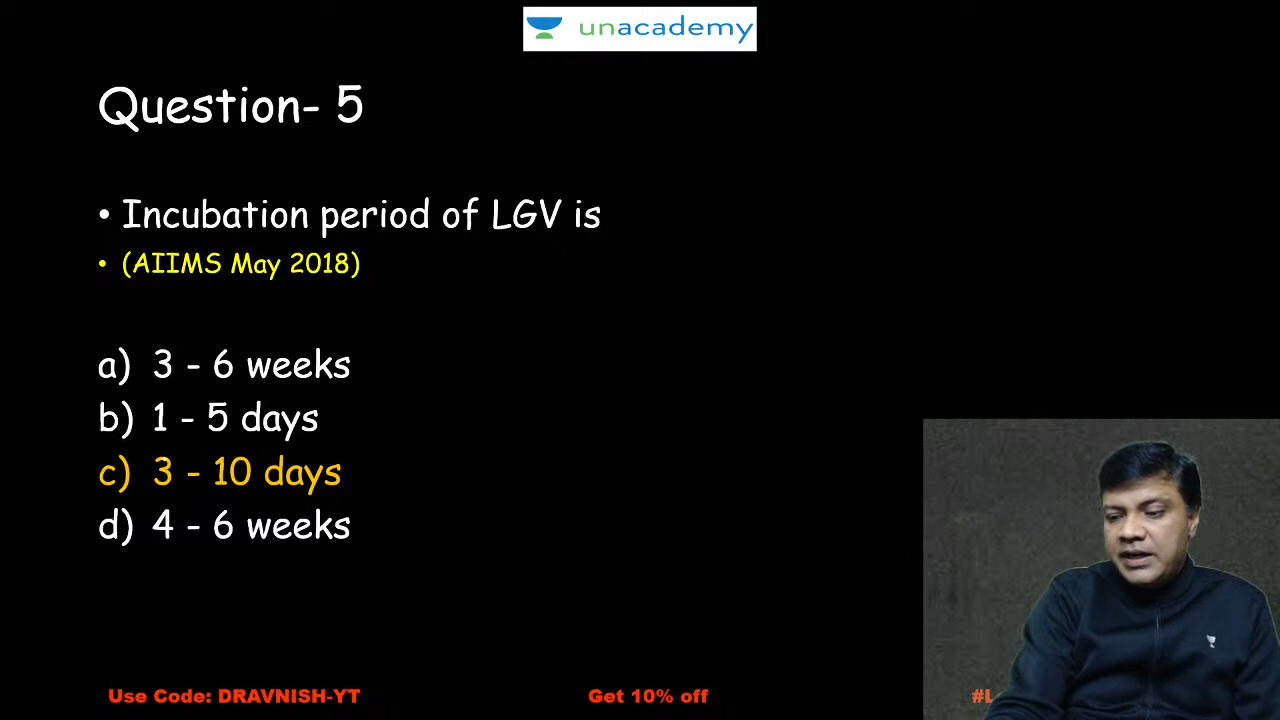 unacademy
Question- 5
• Incubation period of LGV is
• (AIIMS May 2018)
a) 3 - 6 weeks
b) 1 - 5 days
c) 3 - 10 days
d) 4 - 6 weeks
Use Code: DRAVNISH-YT Get 10% off #L